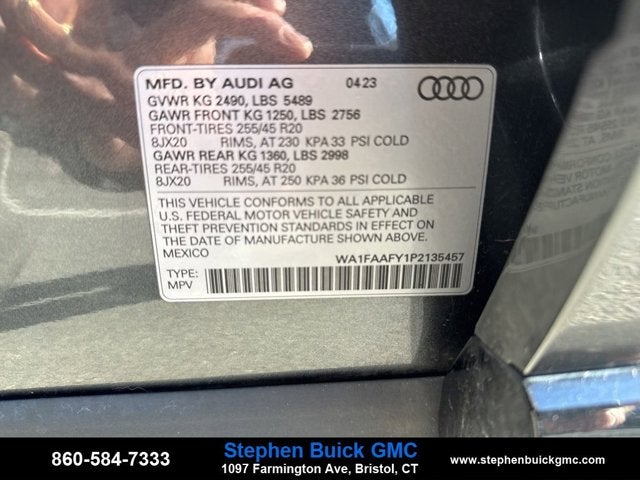 MFD. BY AUDI AG 04 23
GVWR KG 2490, LBS 5489
GAWR FRONT KG 1250, LBS 2756
FRONT-TIRES 255/45 R20
8JX20 RIMS, AT 230 KPA 33 PSI COLD
GAWR REAR KG 1360, LBS 2998
REAR-TIRES 255/45 R20
8JX20 RIMS, AT 250 KPA 36 PSI COLD
THIS VEHICLE CONFORMS TO ALL APPLICABLE
U.S. FEDERAL MOTOR VEHICLE SAFETY AND
THEFT PREVENTION STANDARDS IN EFFECT ON
THE DATE OF MANUFACTURE SHOWN ABOVE.
MEXICO
WA1FAAFY1P2135457
TYPE:
MPV
860-584-7333
Stephen Buick GMC
1097 Farmington Ave, Bristol, CT
www.stephenbuickgmc.com